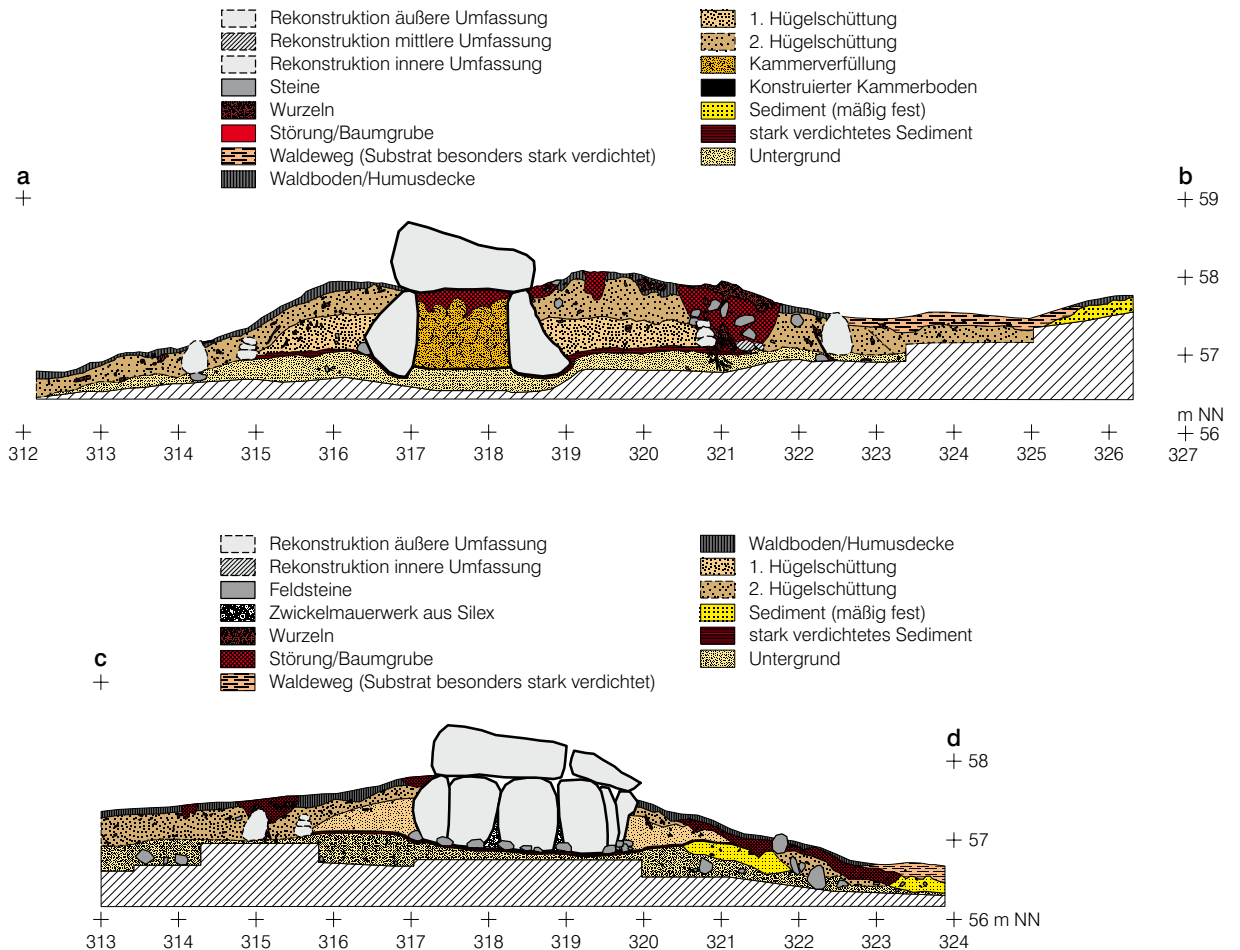 Rekonstruktion äußere Umfassung
Rekonstruktion mittlere Umfassung
Rekonstruktion innere Umfassung
Steine
Wurzeln
Störung/Baumgrube
Waldeweg (Substrat besonders stark verdichtet)
Waldboden/Humusdecke
1. Hügelschüttung
2. Hügelschüttung
Kammerverfüllung
Konstruierter Kammerboden
Sediment (mäßig fest)
stark verdichtetes Sediment
Untergrund
a
b
59
58
57
m NN
56
312 313 314 315 316 317 318 319 320 321 322 323 324 325 326 327
Rekonstruktion äußere Umfassung
Rekonstruktion innere Umfassung
Feldsteine
Zwickelmauerwerk aus Silex
Wurzeln
Störung/Baumgrube
Waldeweg (Substrat besonders stark verdichtet)
Waldboden/Humusdecke
1. Hügelschüttung
2. Hügelschüttung
Sediment (mäßig fest)
stark verdichtetes Sediment
Untergrund
c
d
58
57
56 m NN
313 314 315 316 317 318 319 320 321 322 323 324